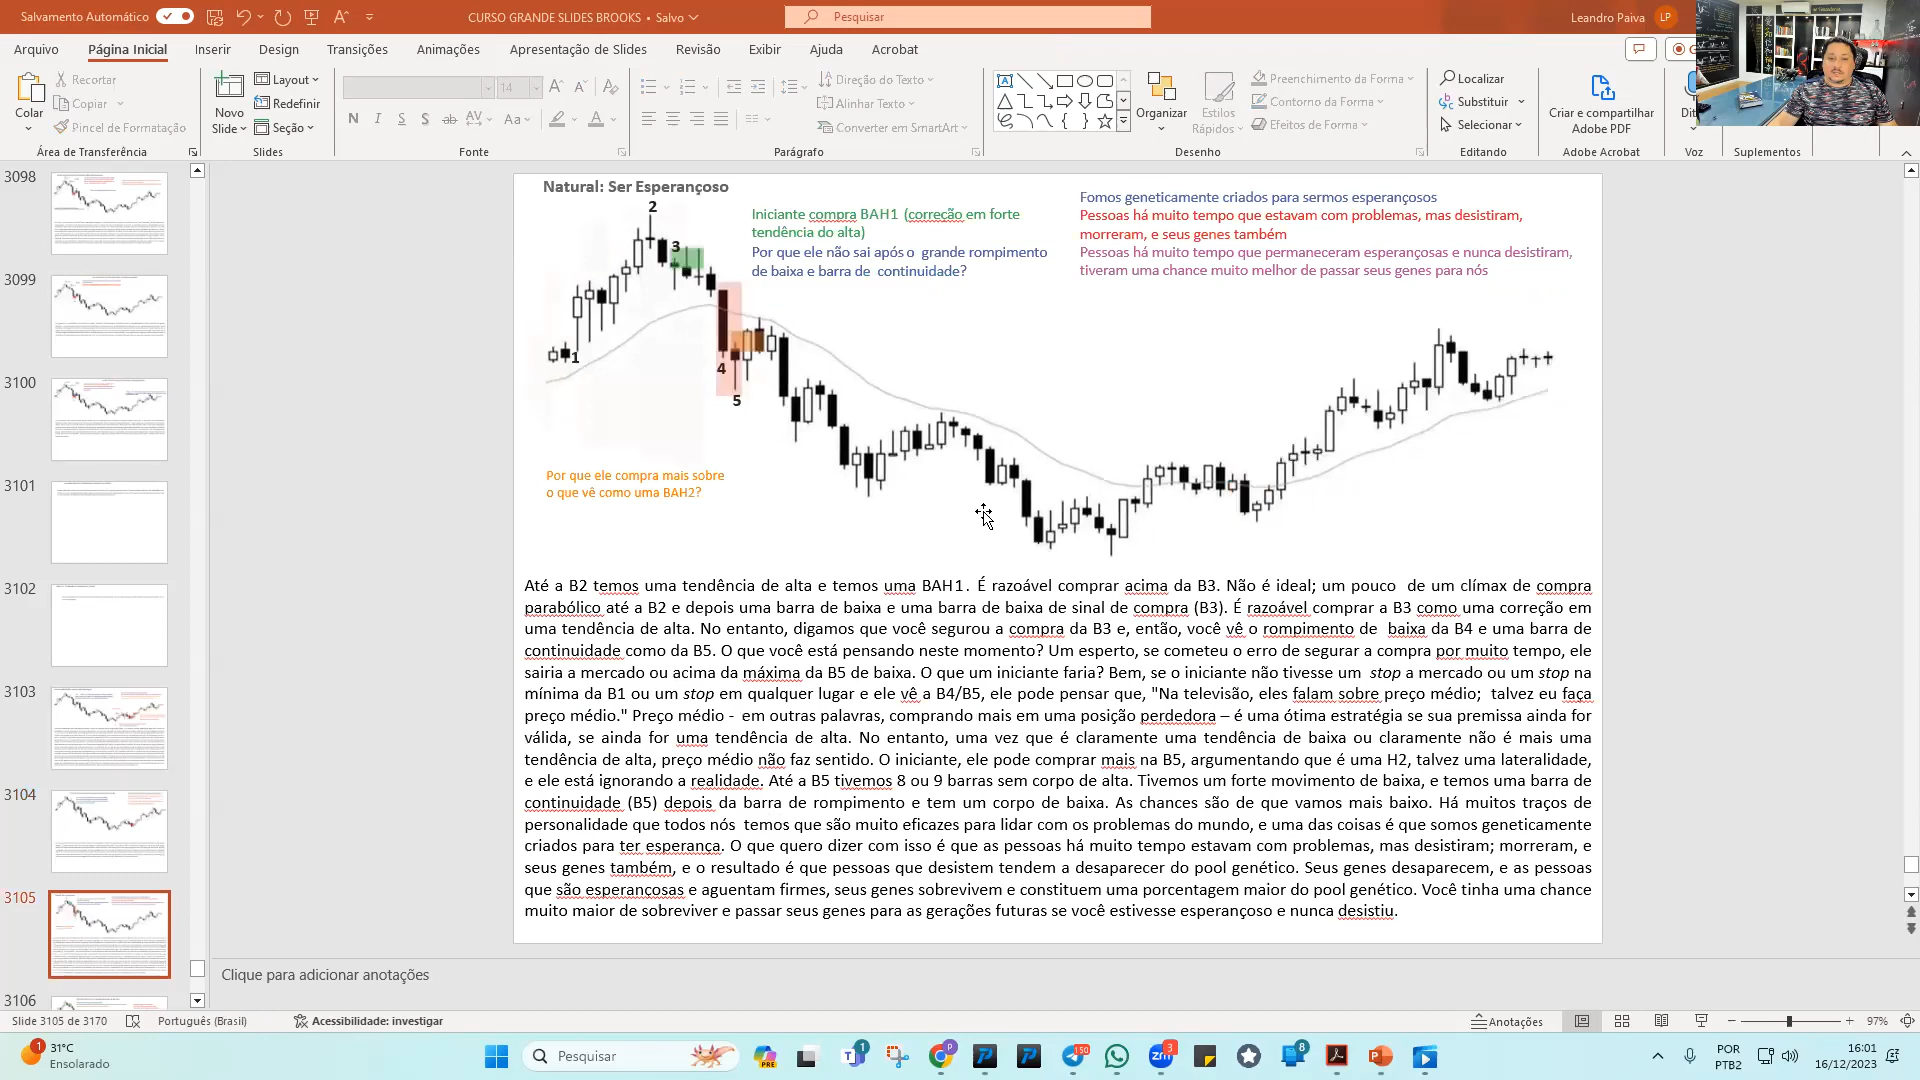 Salvamento Automático
CURSO GRANDE SLIDES BROOKS • Salvo
Pesquisar
Leandro Paiva
LP
Arquivo
Página Inicial
Inserir
Design
Transições
Animações
Apresentação de Slides
Revisão
Exibir
Ajuda
Acrobat
Colar
Recortar
Copiar
Pincel de Formatação
Área de Transferência
Novo
Slide
Layout
Redefinir
Seção
Slides
14
N I S S ab AV Aa
Fonte
Direção do Texto
Alinhar Texto
Converter em SmartArt
Parágrafo
Organizar
Estilos
Rápidos
Preenchimento da Forma
Contorno da Forma
Efeitos de Forma
Desenho
Localizar
Substituir
Selecionar
Editando
Criar e compartilhar
Adobe PDF
Adobe Acrobat
Voz
Suplementos
3098
3099
3100
3101
3102
3103
3104
3105
3106
Natural: Ser Esperançoso
Iniciante compra BAH1 (correção em forte
tendência do alta)
Por que ele não sai após o grande rompimento
de baixa e barra de continuidade?
Fomos geneticamente criados para sermos esperançosos
Pessoas há muito tempo que estavam com problemas, mas desistiram,
morreram, e seus genes também
Pessoas há muito tempo que permaneceram esperançosas e nunca desistiram,
tiveram uma chance muito melhor de passar seus genes para nós
2
3
1
4
5
Por que ele compra mais sobre
o que vê como uma BAH2?
Até a B2 temos uma tendência de alta e temos uma BAH1. É razoável comprar acima da B3. Não é ideal; um pouco de um clímax de compra
parabólico até a B2 e depois uma barra de baixa e uma barra de baixa de sinal de compra (B3). É razoável comprar a B3 como uma correção em
uma tendência de alta. No entanto, digamos que você segurou a compra da B3 e, então, você vê o rompimento de baixa da B4 e uma barra de
continuidade como da B5. O que você está pensando neste momento? Um esperto, se cometeu o erro de segurar a compra por muito tempo, ele
sairia a mercado ou acima da máxima da B5 de baixa. O que um iniciante faria? Bem, se o iniciante não tivesse um stop a mercado ou um stop na
mínima da B1 ou um stop em qualquer lugar e ele vê a B4/B5, ele pode pensar que, "Na televisão, eles falam sobre preço médio; talvez eu faça
preço médio." Preço médio - em outras palavras, comprando mais em uma posição perdedora – é uma ótima estratégia se sua premissa ainda for
válida, se ainda for uma tendência de alta. No entanto, uma vez que é claramente uma tendência de baixa ou claramente não é mais uma
tendência de alta, preço médio não faz sentido. O iniciante, ele pode comprar mais na B5, argumentando que é uma H2, talvez uma lateralidade,
e ele está ignorando a realidade. Até a B5 tivemos 8 ou 9 barras sem corpo de alta. Tivemos um forte movimento de baixa, e temos uma barra de
continuidade (B5) depois da barra de rompimento e tem um corpo de baixa. As chances são de que vamos mais baixo. Há muitos traços de
personalidade que todos nós temos que são muito eficazes para lidar com os problemas do mundo, e uma das coisas é que somos geneticamente
criados para ter esperança. O que quero dizer com isso é que as pessoas há muito tempo estavam com problemas, mas desistiram; morreram, e
seus genes também, e o resultado é que pessoas que desistem tendem a desaparecer do pool genético. Seus genes desaparecem, e as pessoas
que são esperançosas e aguentam firmes, seus genes sobrevivem e constituem uma porcentagem maior do pool genético. Você tinha uma chance
muito maior de sobreviver e passar seus genes para as gerações futuras se você estivesse esperançoso e nunca desistiu.
Clique para adicionar anotações
Slide 3105 de 3170
Português (Brasil)
Acessibilidade: investigar
Anotações
97%
31°C
Ensolarado
Pesquisar
POR
PTB2
16:01
16/12/2023